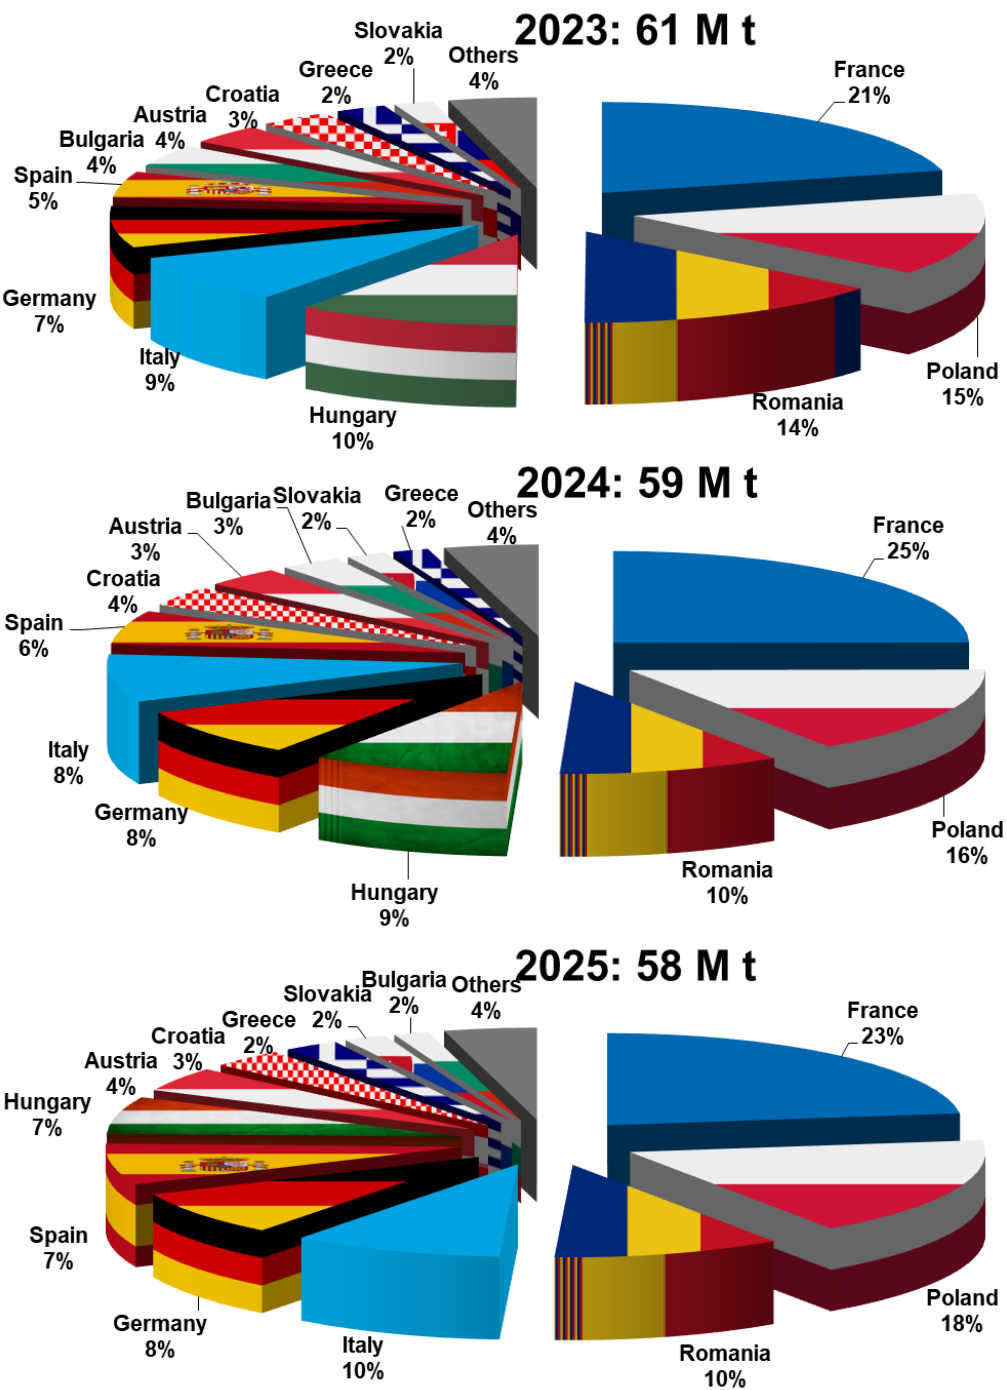 2023: 61 M t
Slovakia
2%
Others
4%
Greece
2%
Croatia
3%
Austria
4%
Bulgaria
4%
Spain
5%
Germany
7%
Italy
9%
Hungary
10%
France
21%
Poland
15%
Romania
14%
2024: 59 M t
Others
4%
Greece
2%
Slovakia
2%
Bulgaria
3%
Austria
3%
Croatia
4%
Spain
6%
Italy
8%
Germany
8%
Hungary
9%
France
25%
Poland
16%
Romania
10%
2025: 58 M t
Others
4%
Bulgaria
2%
Slovakia
2%
Greece
2%
Croatia
3%
Austria
4%
Hungary
7%
Spain
7%
Germany
8%
Italy
10%
France
23%
Poland
18%
Romania
10%